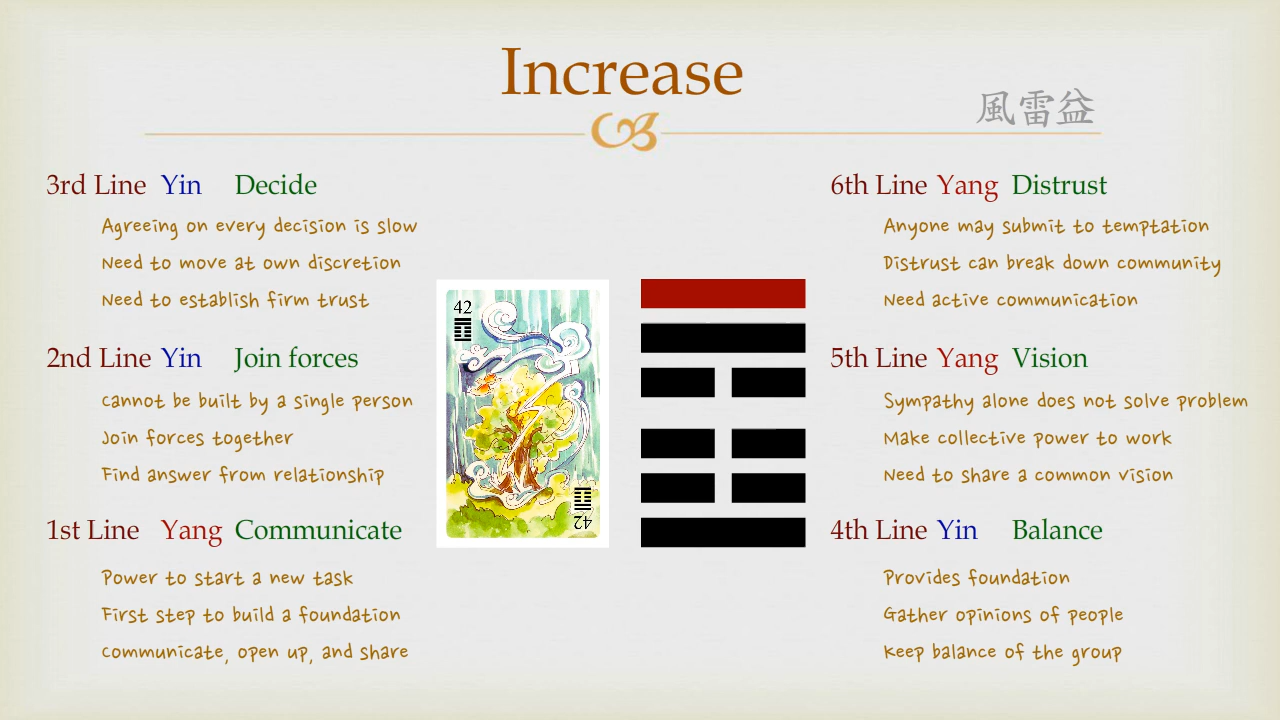 Increase
風雷益
3rd Line Yin Decide
Agreeing on every decision is slow
Need to move at own discretion
Need to establish firm trust
2nd Line Yin Join forces
Cannot be built by a single person
Join forces together
Find answer from relationship
1st Line Yang Communicate
Power to start a new task
First step to build a foundation
Communicate, open up, and share
42
42
6th Line Yang Distrust
Anyone may submit to temptation
Distrust can break down community
Need active communication
5th Line Yang Vision
Sympathy alone does not solve problem
Make collective power to work
Need to share a common vision
4th Line Yin Balance
Provides foundation
Gather opinions of people
Keep balance of the group